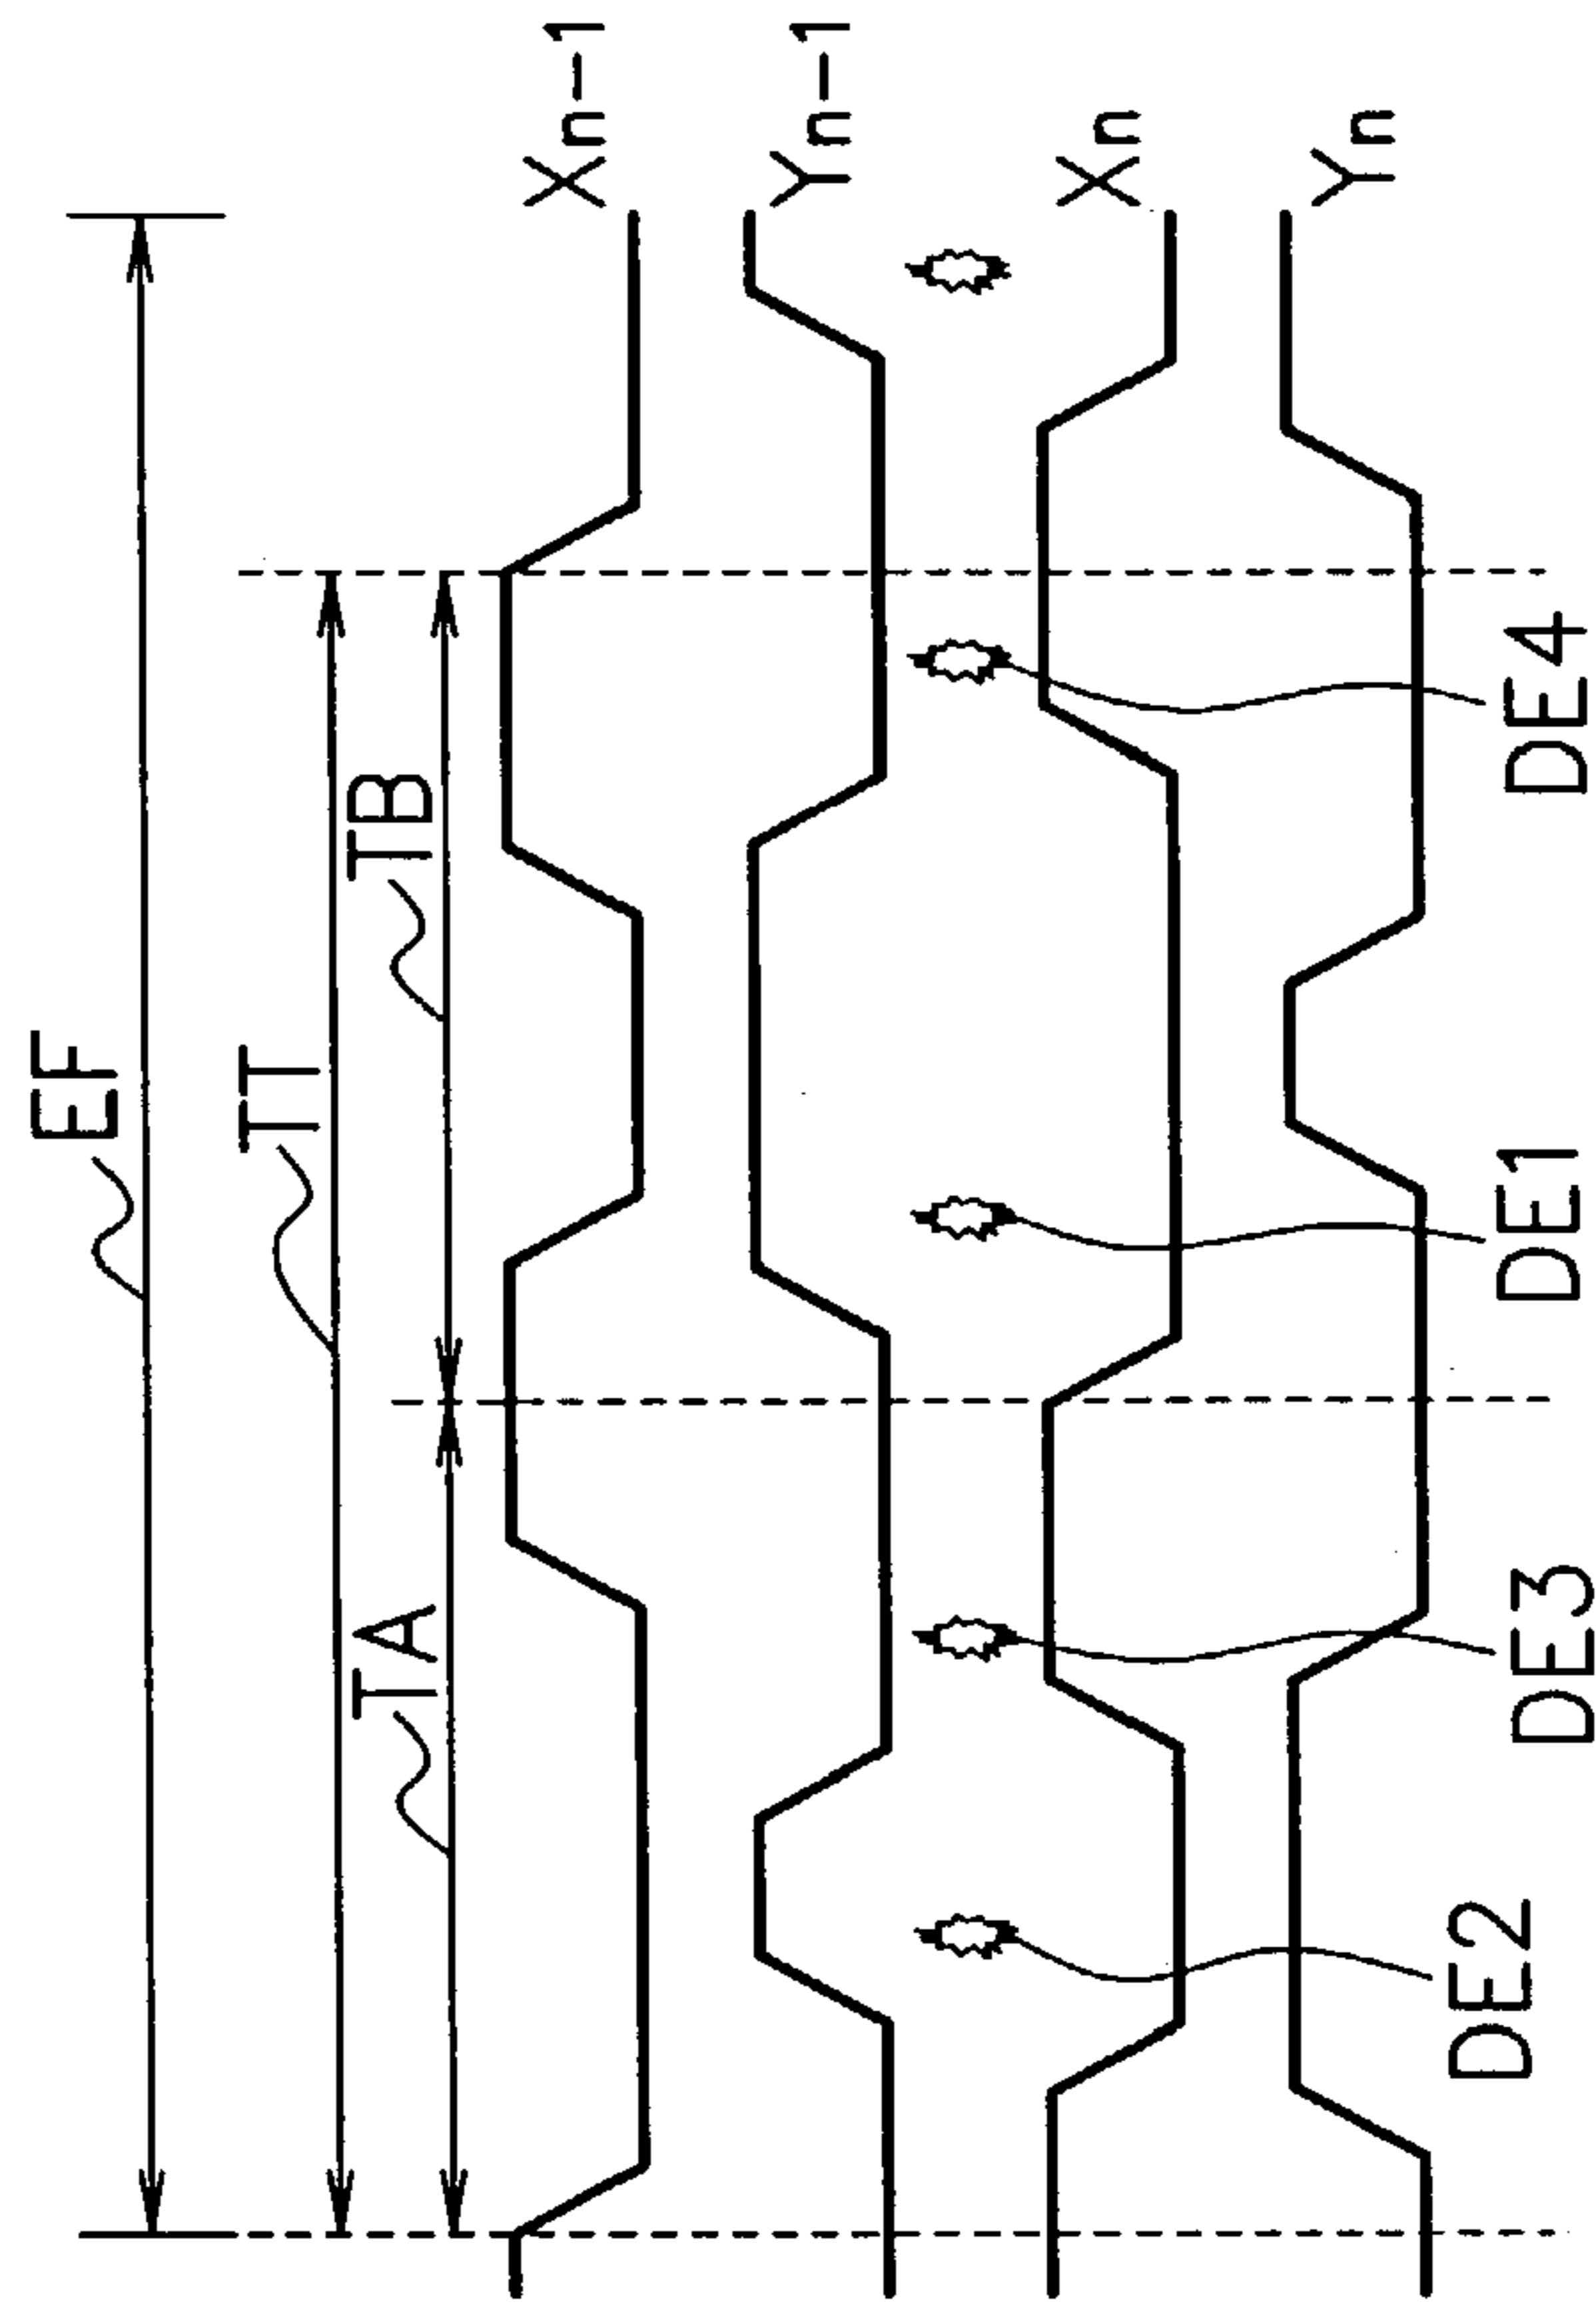 EF
TT
TA
TB
Xn-1
Yn-1
Xn
Yn
DE2
DE3
DE1
DE4